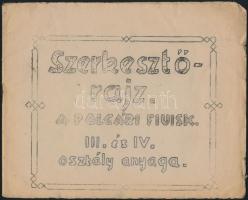 Szerkesztő-
rajz.
A POLGÁRI FIUISK.
III. és IV.
osztály anyaga.